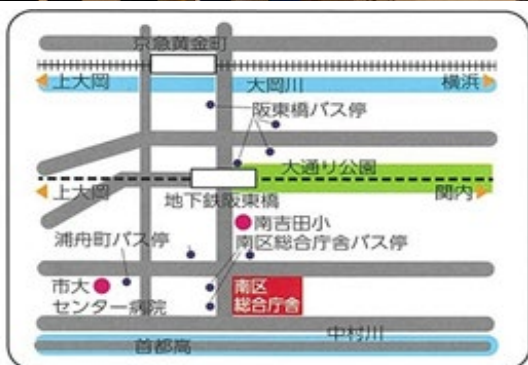 京急黄金町
上大岡
大岡川
横浜
阪東橋バス停
大通り公園
上大岡
地下鉄阪東橋
関内
南吉田小
浦舟町バス停
南区総合庁舎バス停
市大
センター病院
南区
総合庁舎
中村川
首都高